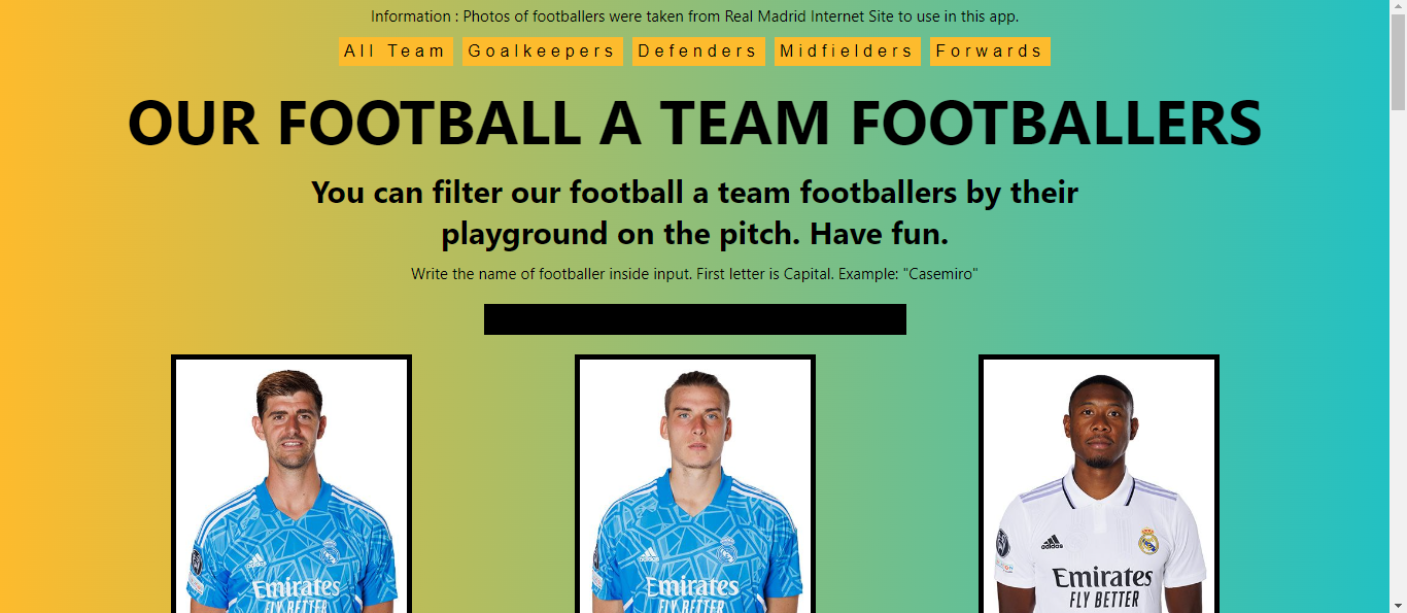 Information : Photos of footballers were taken from Real Madrid Internet Site to use in this app.
All Team Goalkeepers Defenders Midfielders Forwards
OUR FOOTBALL A TEAM FOOTBALLERS
You can filter our football a team footballers by their
playground on the pitch. Have fun.
Write the name of footballer inside input. First letter is Capital. Example: "Casemiro"
Emirates
FLY BETTER
Emirates
FLY BETTER
adidas
Emirates
FLY BETTER